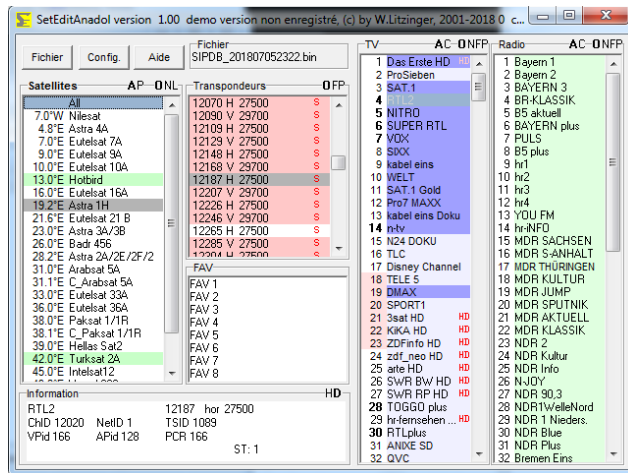 SetEditAnadol version 1.00 demo version non enregistré, (c) by W.Litzinger, 2001-2018 0 c...
Fichier
Config.
Aide
Fichier
SIPDB_201807052322.bin
Satellites AP ONL
All
7.0°W Nilesat
4.8°E Astra 4A
7.0°E Eutelsat 7A
9.0°E Eutelsat 9A
10.0°E Eutelsat 10A
13.0°E Hotbird
16.0°E Eutelsat 16A
19.2°E Astra 1H
21.6°E Eutelsat 21 B
23.0°E Astra 3A/3B
26.0°E Badr 456
28.2°E Astra 2A/2E/2F/2
31.0°E Arabsat 5A
31.1°E C_Arabsat 5A
33.0°E Eutelsat 33A
36.0°E Eutelsat 36A
38.0°E Paksat 1/1R
38.1°E C_Paksat 1/1R
39.0°E Hellas Sat2
42.0°E Turksat 2A
45.0°E Intelsat12
Transpondeurs OFP
12070 H 27500 S
12090 V 29700 S
12109 H 27500 S
12129 V 27500 S
12148 H 27500 S
12168 V 29700 S
12187 H 27500 S
12207 V 29700 S
12226 H 27500 S
12246 V 29700 S
12265 H 27500 S
12285 V 27500 S
12304 H 27500 S
FAV
FAV 1
FAV 2
FAV 3
FAV 4
FAV 5
FAV 6
FAV 7
FAV 8
Information HD
RTL2 12187 hor 27500
ChID 12020 NetID 1 TSID 1089
VPid 166 APid 128 PCR 166
ST: 1
TV AC ONFP
1 Das Erste HD HD
2 ProSieben
3 SAT.1
4 RTL2
5 NITRO
6 SUPER RTL
7 VOX
8 SIXX
9 kabel eins
10 WELT
11 SAT.1 Gold
12 Pro7 MAXX
13 kabel eins Doku
14 n-tv
15 N24 DOKU
16 TLC
17 Disney Channel
18 TELE 5
19 DMAX
20 SPORT1
21 3sat HD HD
22 KiKA HD HD
23 ZDFinfo HD HD
24 zdf_neo HD HD
25 arte HD HD
26 SWR BW HD HD
27 SWR RP HD HD
28 TOGGO plus
29 hr-fernsehen ... HD
30 RTLplus
31 ANIXE SD
32 QVC
Radio AC ONFP
1 Bayern 1
2 Bayern 2
3 BAYERN 3
4 BR-KLASSIK
5 B5 aktuell
6 BAYERN plus
7 PULS
8 B5 plus
9 hr1
10 hr2
11 hr3
12 hr4
13 YOU FM
14 hr-iNFO
15 MDR SACHSEN
16 MDR S-ANHALT
17 MDR THÜRINGEN
18 MDR KULTUR
19 MDR JUMP
20 MDR SPUTNIK
21 MDR AKTUELL
22 MDR KLASSIK
23 NDR 2
24 NDR Kultur
25 NDR Info
26 N-JOY
27 NDR 90,3
28 NDR1WelleNord
29 NDR 1 Nieders.
30 NDR Blue
31 NDR Plus
32 Bremen Eins